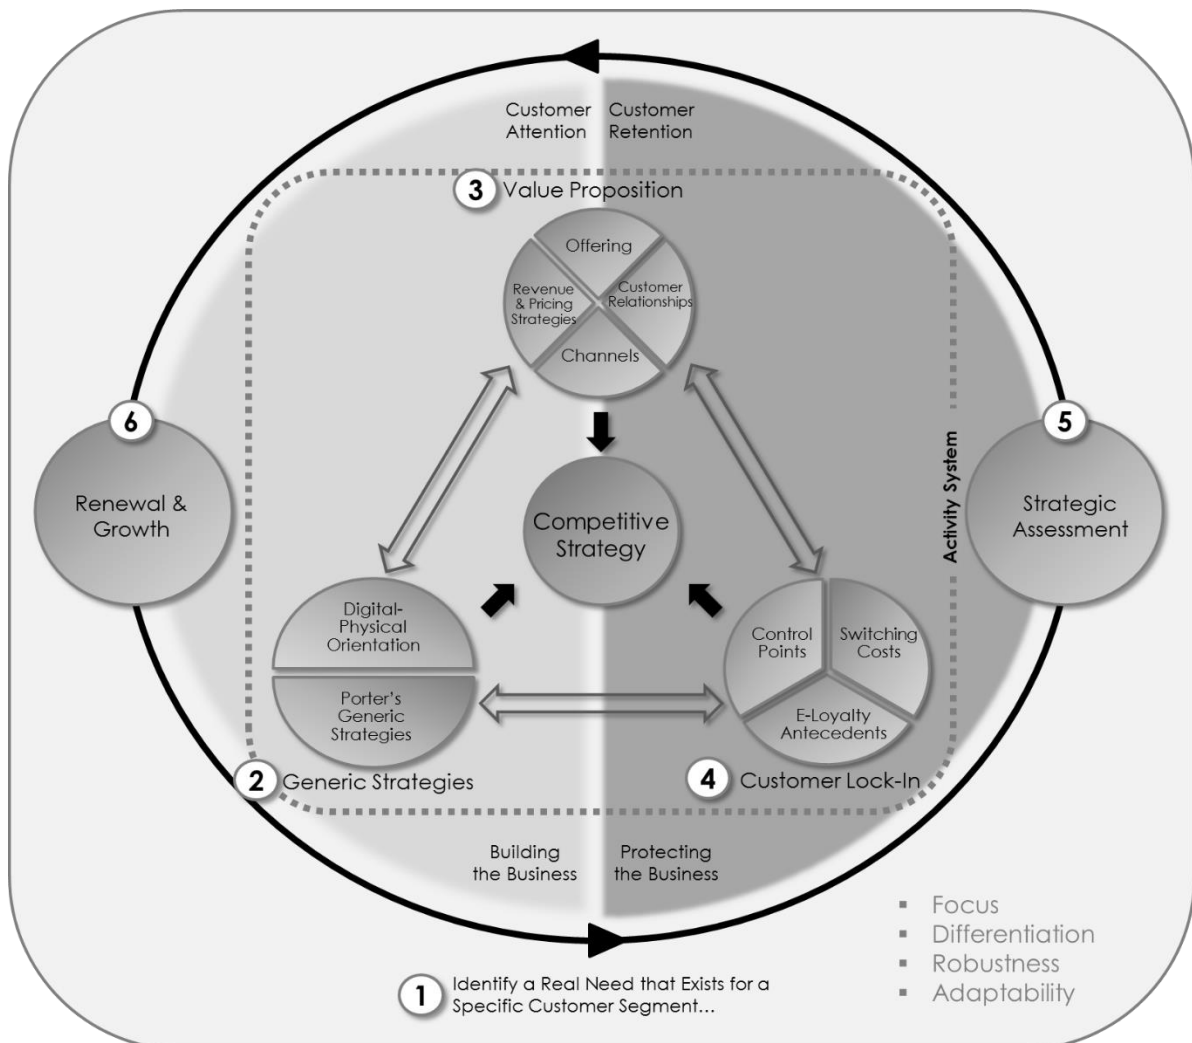 Customer
Attention
Customer
Retention
3 Value Proposition
Offering
Revenue
& Pricing
Strategies
Customer
Relationships
Channels
6
Renewal &
Growth
5
Strategic
Assessment
Activity System
Competitive
Strategy
Digital-
Physical
Orientation
Porter's
Generic
Strategies
2 Generic Strategies
Control
Points
Switching
Costs
E-Loyalty
Antecedents
4 Customer Lock-In
Building
the Business
Protecting
the Business
▪ Focus
▪ Differentiation
▪ Robustness
▪ Adaptability
1 Identify a Real Need that Exists for a
Specific Customer Segment...